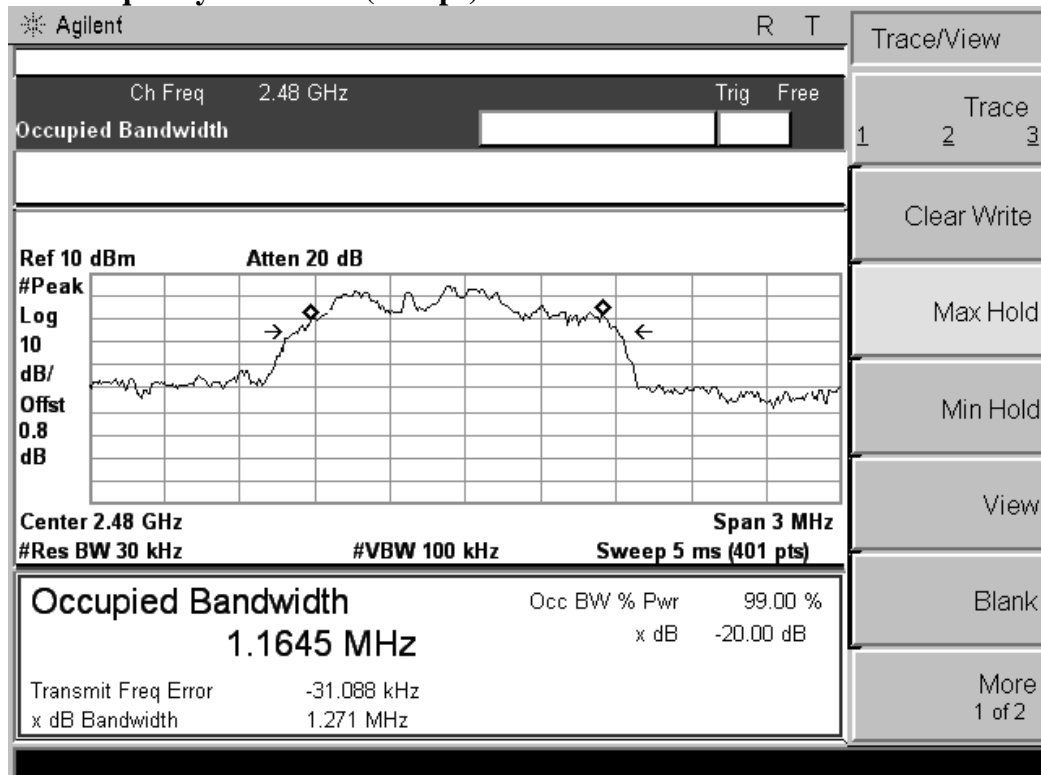 Agilent R T
Trace/View
Ch Freq 2.48 GHz Trig Free
Occupied Bandwidth
Trace
1 2 3
Clear Write
Ref 10 dBm Atten 20 dB
#Peak
Log
10
dB/
Offst
0.8
dB
Max Hold
Min Hold
Center 2.48 GHz Span 3 MHz
#Res BW 30 kHz #VBW 100 kHz Sweep 5 ms (401 pts)
View
Occupied Bandwidth Occ BW % Pwr 99.00 %
1.1645 MHz x dB -20.00 dB
Transmit Freq Error -31.088 kHz
x dB Bandwidth 1.271 MHz
Blank
More
1 of 2